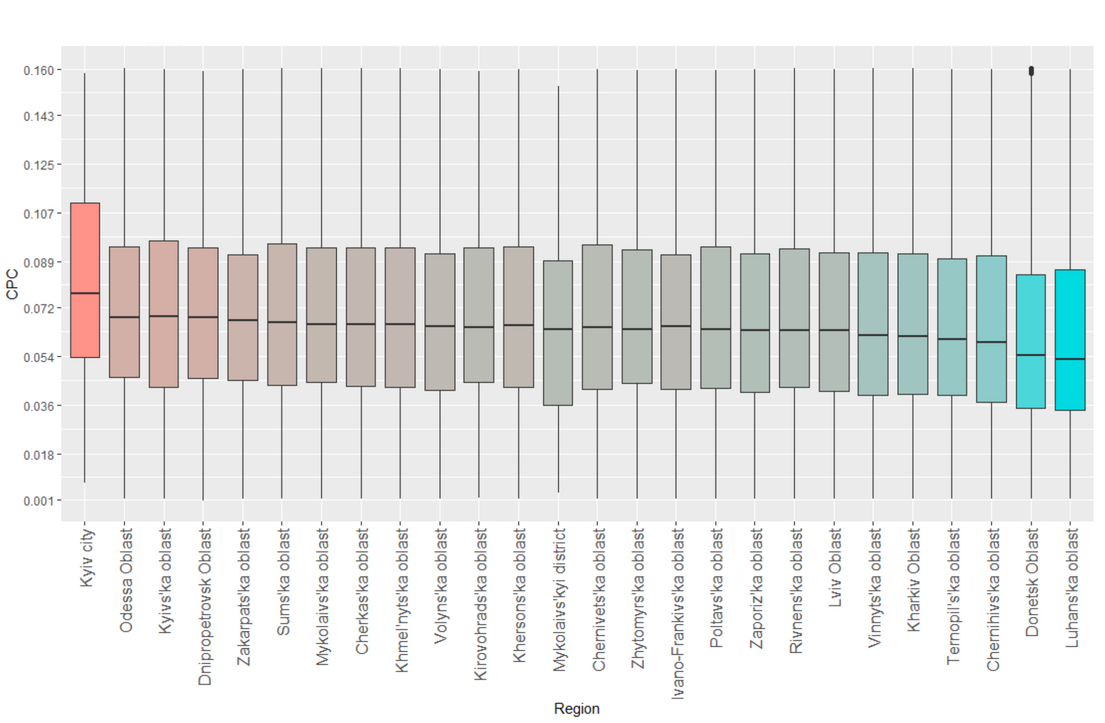 CPC
0.160
0.143
0.125
0.107
0.089
0.072
0.054
0.036
0.018
0.001
Kyiv city
Odessa Oblast
Kyivs'ka oblast
Dnipropetrovsk Oblast
Zakarpats'ka oblast
Sums'ka oblast
Mykolaivs'ka oblast
Cherkas'ka oblast
Khmel'nyts'ka oblast
Volyns'ka oblast
Kirovohrads'ka oblast
Khersons'ka oblast
Mykolaivs'kyi district
Chernivets'ka oblast
Zhytomyrs'ka oblast
Ivano-Frankivs'ka oblast
Poltavs'ka oblast
Zaporiz'ka oblast
Rivnens'ka oblast
Lviv Oblast
Vinnyts'ka oblast
Kharkiv Oblast
Ternopil's'ka oblast
Chernihivs'ka oblast
Donetsk Oblast
Luhans'ka oblast
Region